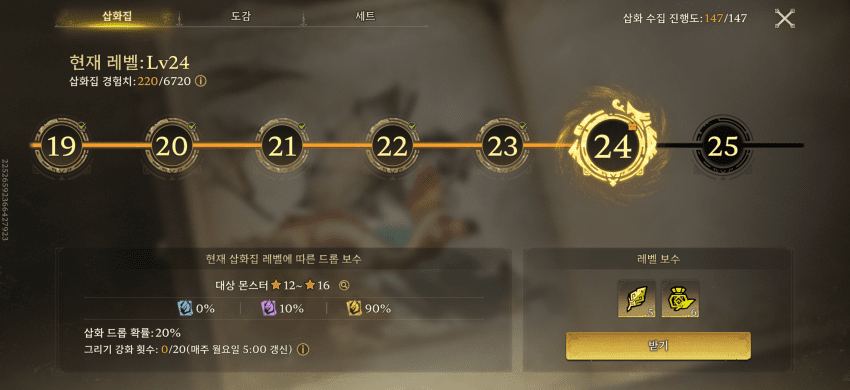 삽화집
도감
세트
삽화 수집 진행도:147/147
현재 레벨:Lv24
삽화집 경험치:220/6720
19
20
21
22
23
24
25
22526592366427923
현재 삽화집 레벨에 따른 드롭 보수
대상 몬스터 12~ 16
0%
10%
90%
삽화 드롭 확률:20%
그리기 강화 횟수: 0/20(매주 월요일 5:00 갱신)
레벨 보수
5
6
받기